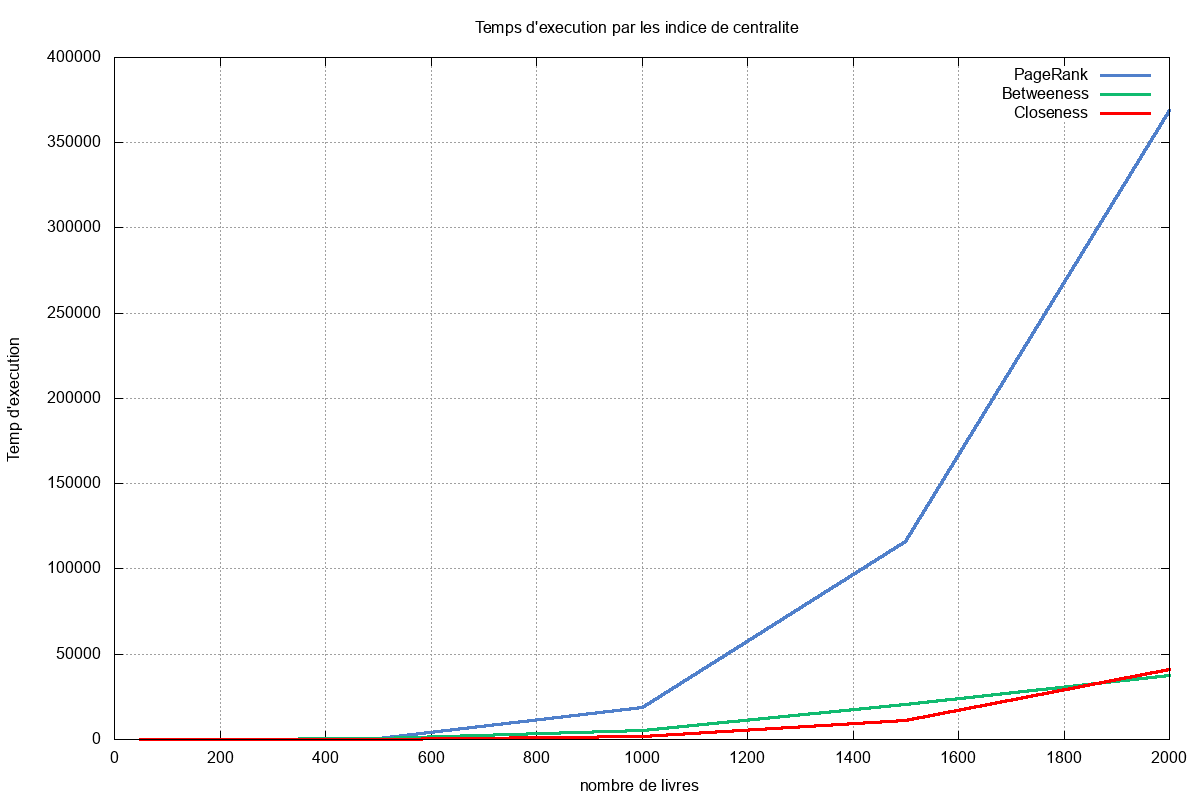 Temps d'execution par les indice de centralite
400000
350000
300000
250000
200000
150000
100000
50000
0
Temp d'execution
PageRank
Betweeness
Closeness
0 200 400 600 800 1000 1200 1400 1600 1800 2000
nombre de livres